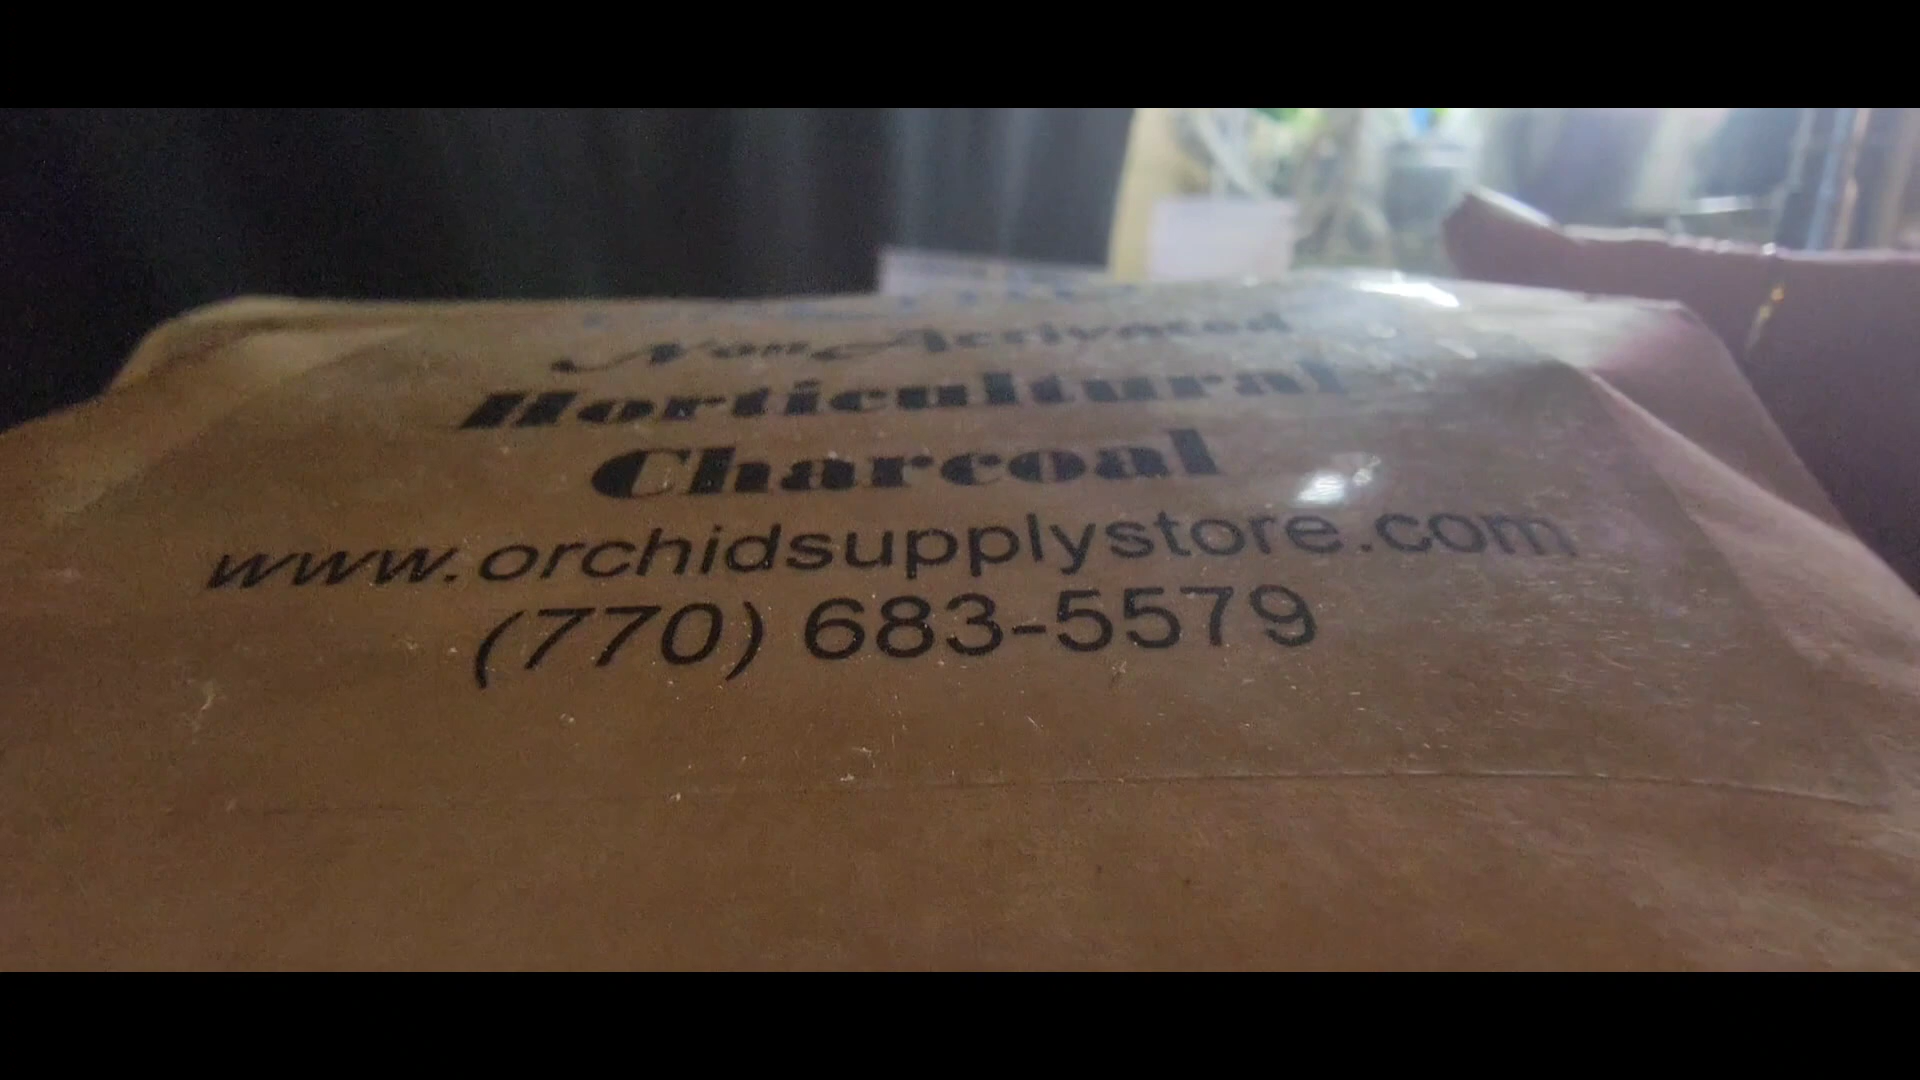 Non Activated
Horticultural
Charcoal
www.orchidsupplystore.com
(770) 683-5579